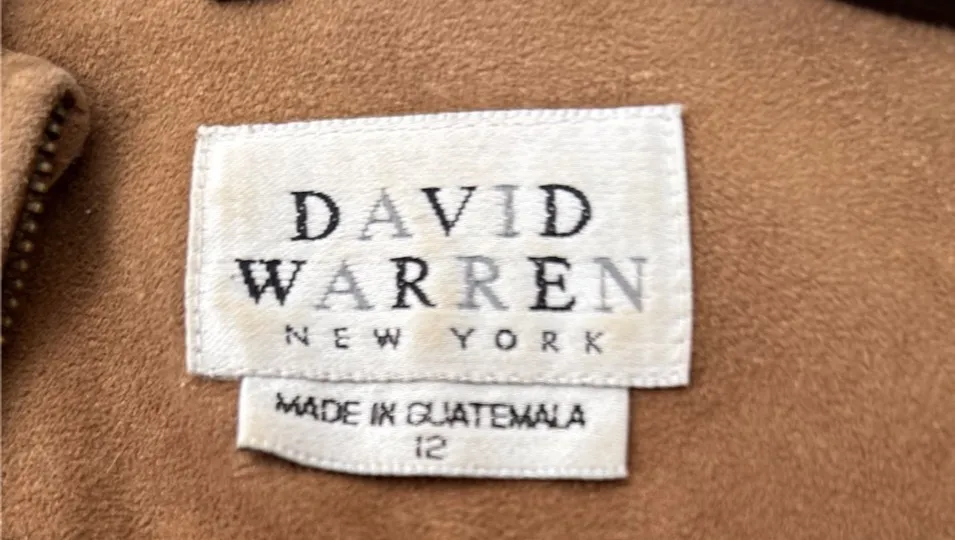 DAVID
WARREN
NEW YORK
MADE IN GUATEMALA
12